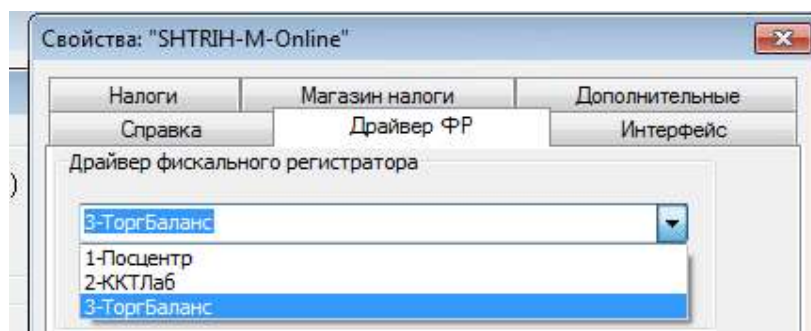 Свойства: "SHTRIH-M-Online"
Налоги Магазин налоги Дополнительные
Справка Драйвер ФР Интерфейс
Драйвер фискального регистратора
)
3-ТоргБаланс
1-Посцентр
2-ККТЛаб
3-ТоргБаланс